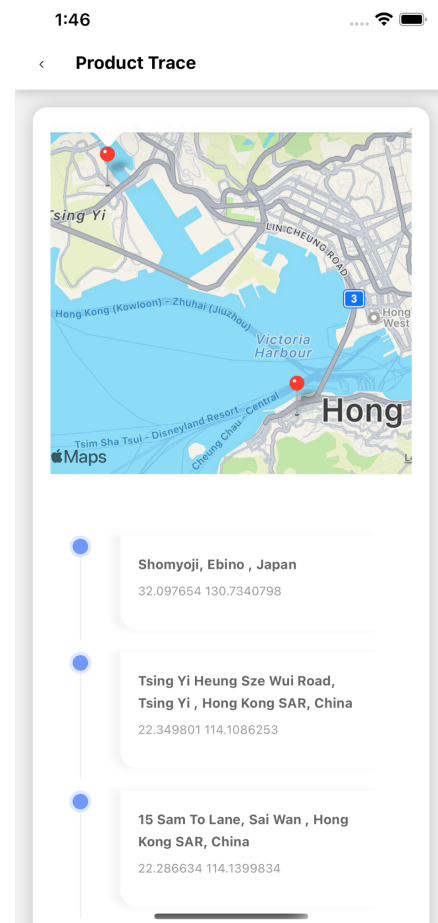 1:46
Product Trace
Tsing Yi
LIN CHEUNG ROAD
3
Hong
West
Hong Kong (Kowloon) - Zhuhai (Jiuzhou)
Victoria
Harbour
Hong
Tsim Sha Tsui - Disneyland Resort
Cheung Chau - Central
Maps
Shomyoji, Ebino , Japan
32.097654 130.7340798
Tsing Yi Heung Sze Wui Road,
Tsing Yi , Hong Kong SAR, China
22.349801 114.1086253
15 Sam To Lane, Sai Wan , Hong
Kong SAR, China
22.286634 114.1399834